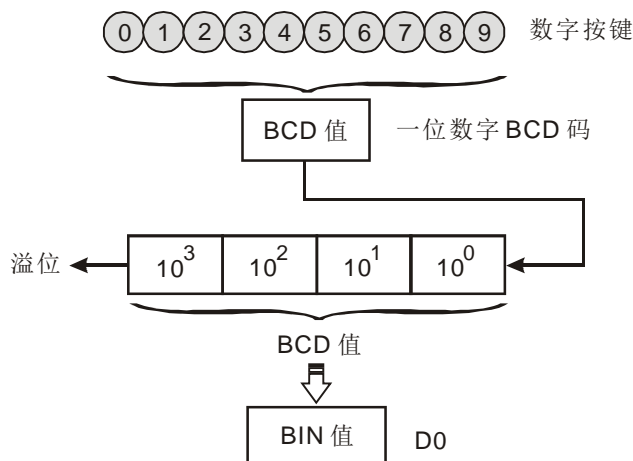 0 1 2 3 4 5 6 7 8 9 数字按键
BCD 值 一位数字 BCD 码
溢位 10³ 10² 10¹ 10⁰
BCD 值
BIN 值 D0